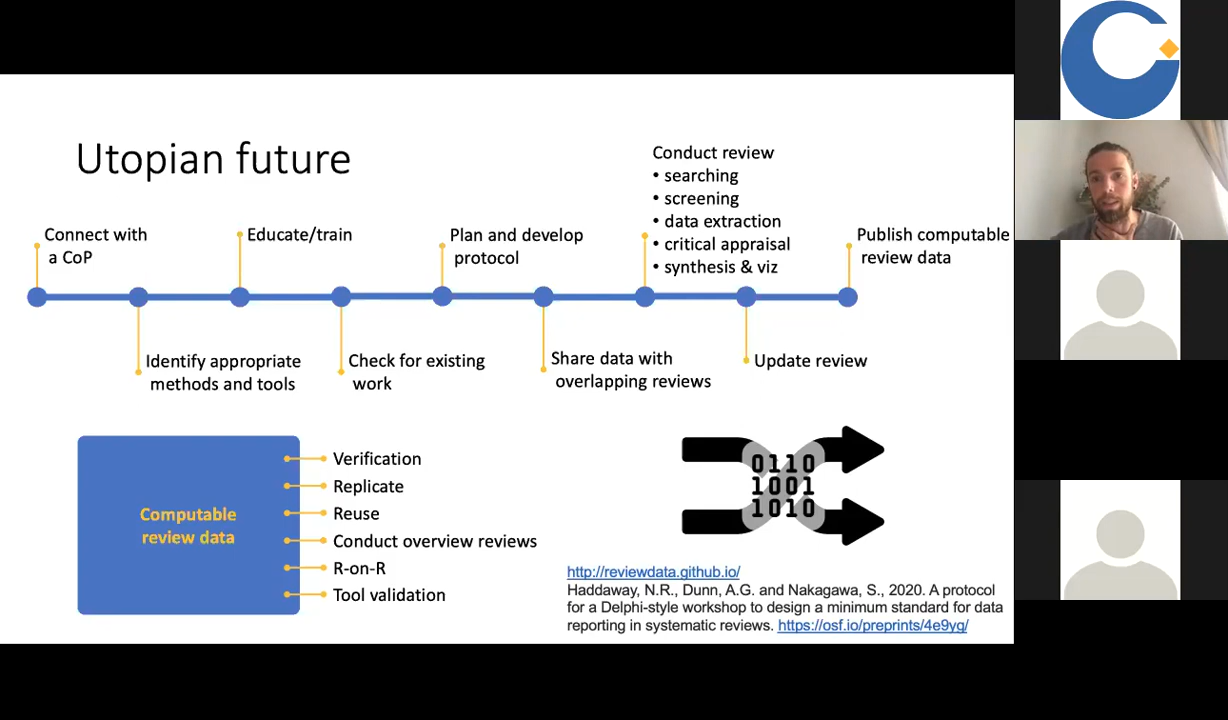 Utopian future
Connect with
a CoP
Identify appropriate
methods and tools
Educate/train
Check for existing
work
Plan and develop
protocol
Share data with
overlapping reviews
Conduct review
• searching
• screening
• data extraction
• critical appraisal
• synthesis & viz
Update review
Publish computable
review data
Computable
review data
Verification
Replicate
Reuse
Conduct overview reviews
R-on-R
Tool validation
0110
1001
1010
http://reviewdata.github.io/
Haddaway, N.R., Dunn, A.G. and Nakagawa, S., 2020. A protocol
for a Delphi-style workshop to design a minimum standard for data
reporting in systematic reviews. https://osf.io/preprints/4e9yq/